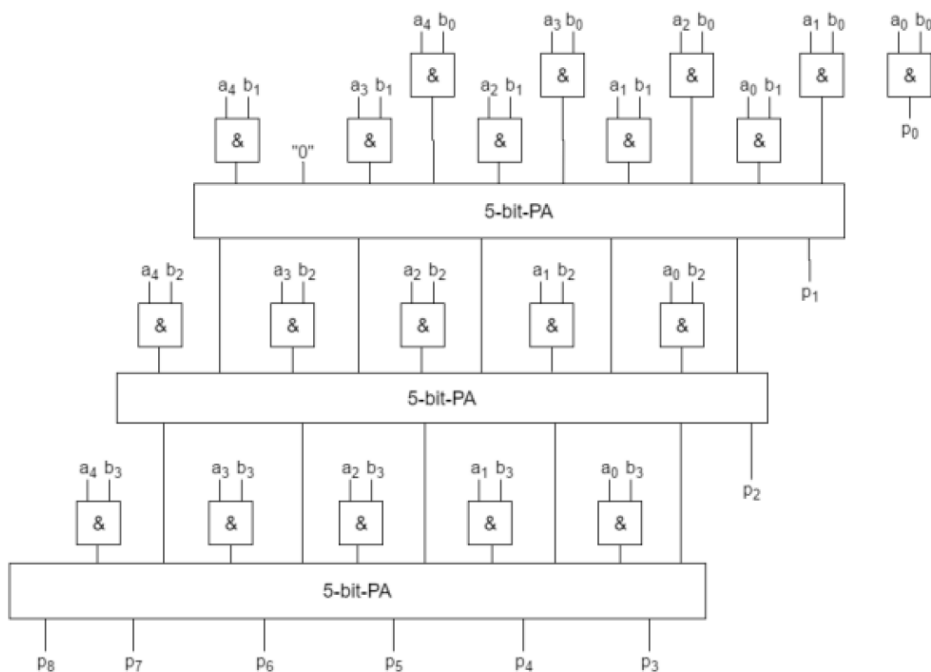 a₄ b₀ a₃ b₀ a₂ b₀ a₁ b₀ a₀ b₀
& & & & &
a₄ b₁ a₃ b₁ a₂ b₁ a₁ b₁ a₀ b₁
p₀
& "0" & & & &
5-bit-PA
a₄ b₂ a₃ b₂ a₂ b₂ a₁ b₂ a₀ b₂
p₁
& & & & &
5-bit-PA
a₄ b₃ a₃ b₃ a₂ b₃ a₁ b₃ a₀ b₃
p₂
& & & & &
5-bit-PA
p₈ p₇ p₆ p₅ p₄ p₃